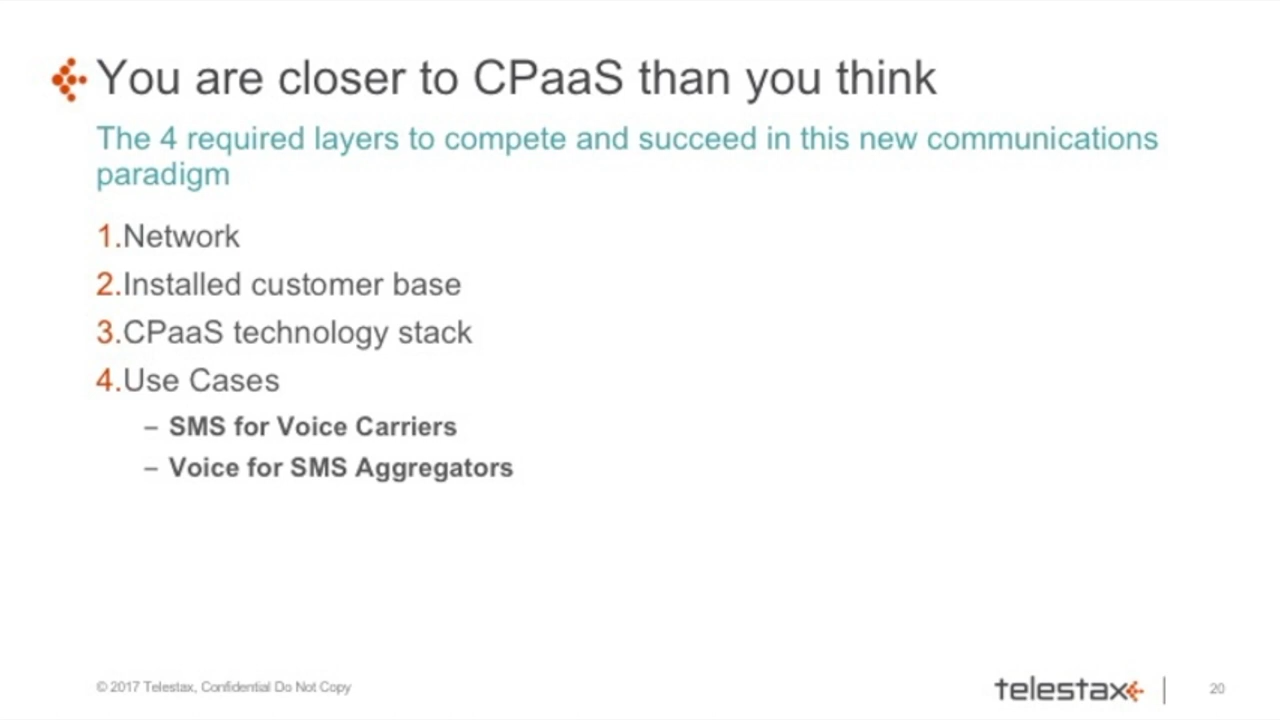 You are closer to CPaaS than you think
The 4 required layers to compete and succeed in this new communications
paradigm
1.Network
2.Installed customer base
3.CPaaS technology stack
4.Use Cases
– SMS for Voice Carriers
– Voice for SMS Aggregators
© 2017 Telestax, Confidential Do Not Copy
telestax
20